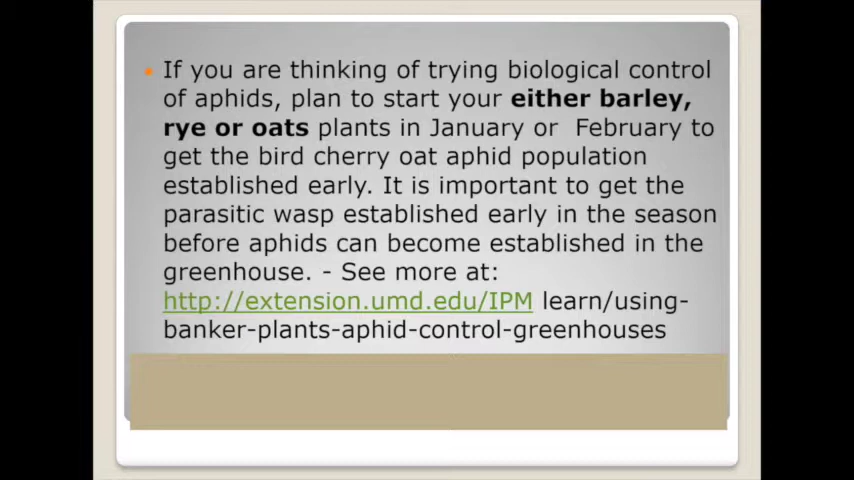 If you are thinking of trying biological control
of aphids, plan to start your either barley,
rye or oats plants in January or February to
get the bird cherry oat aphid population
established early. It is important to get the
parasitic wasp established early in the season
before aphids can become established in the
greenhouse. - See more at:
http://extension.umd.edu/IPM learn/using-
banker-plants-aphid-control-greenhouses